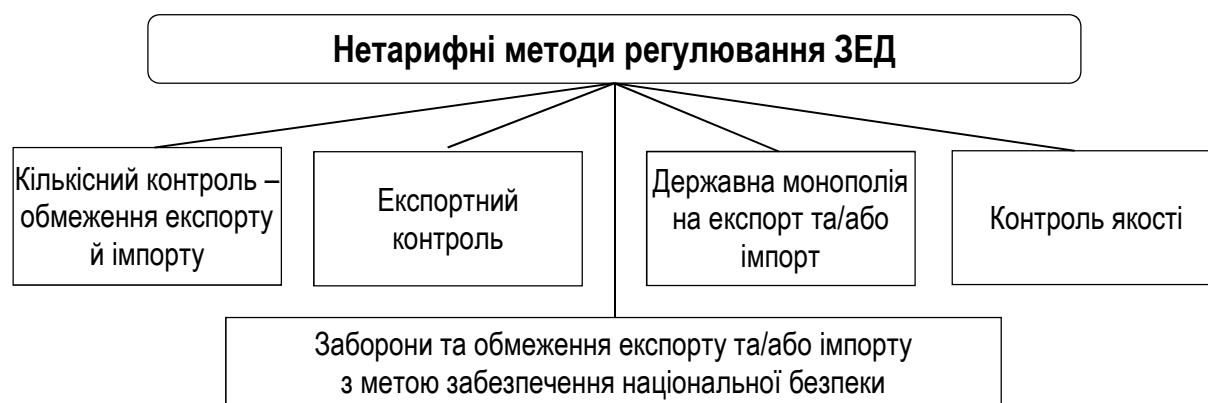 Нетарифні методи регулювання ЗЕД
Кількісний контроль –
обмеження експорту
й імпорту
Експортний
контроль
Державна монополія
на експорт та/або
імпорт
Контроль якості
Заборони та обмеження експорту та/або імпорту
з метою забезпечення національної безпеки